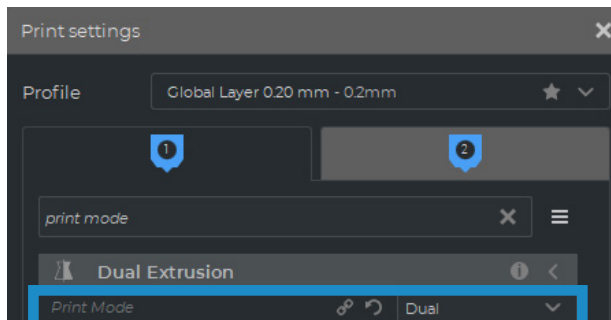 Print settings
Profile
Global Layer 0.20 mm - 0.2mm
1
2
print mode
Dual Extrusion
Print Mode
Dual